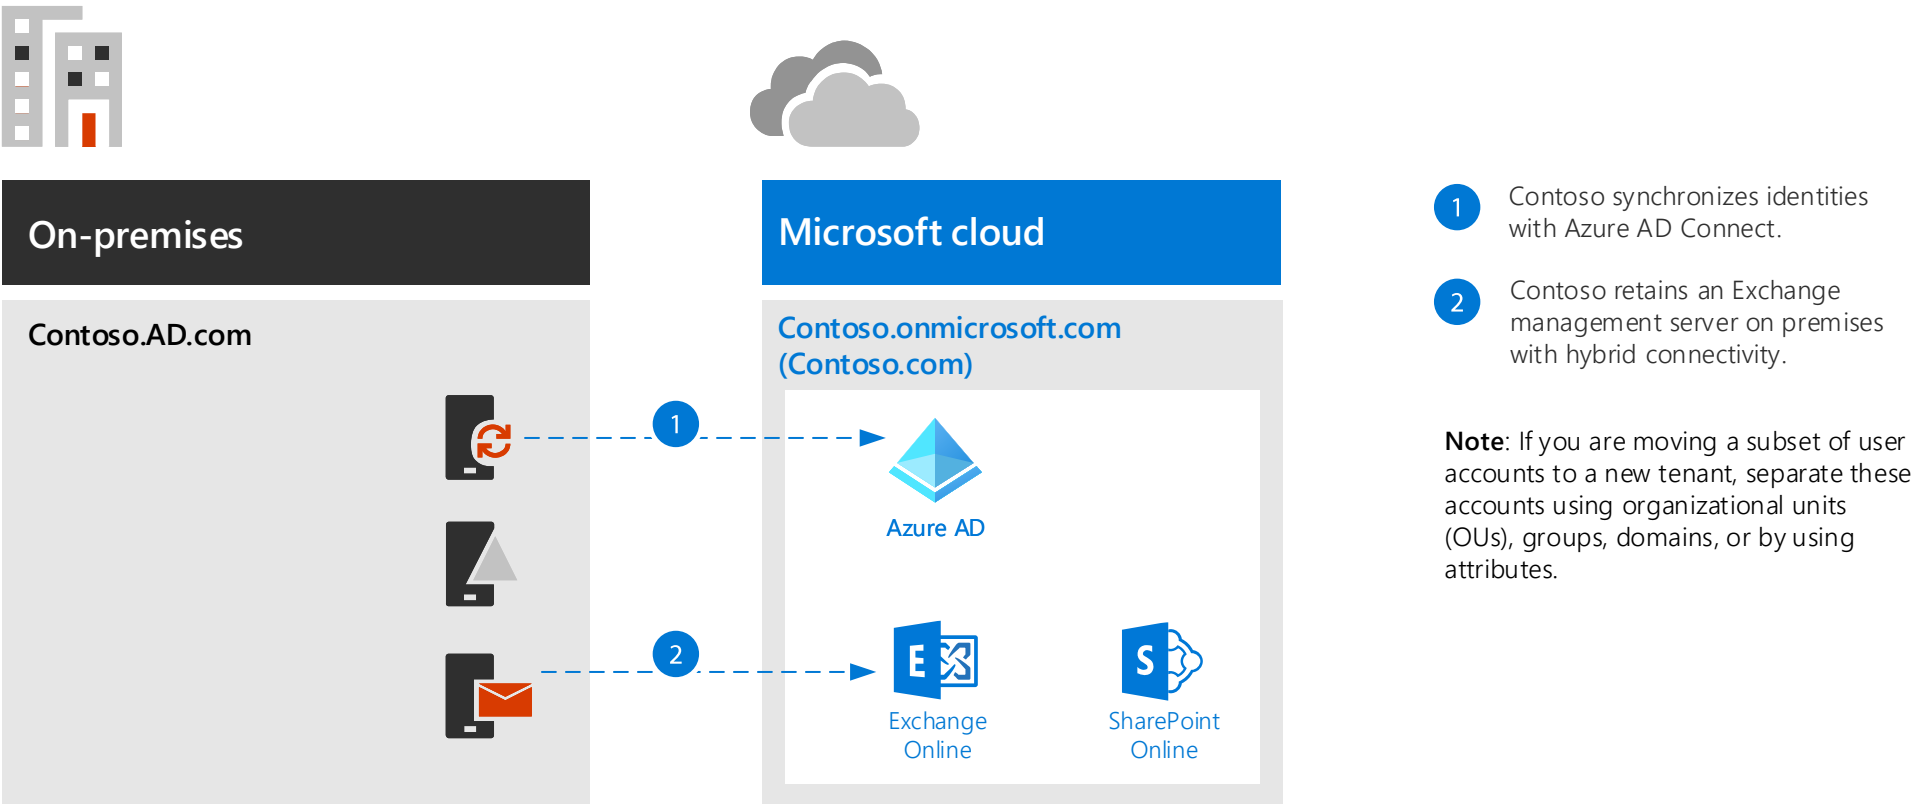 On-premises
Contoso.AD.com
1
2
Microsoft cloud
Contoso.onmicrosoft.com
(Contoso.com)
Azure AD
E
Exchange
Online
S
SharePoint
Online
1
Contoso synchronizes identities
with Azure AD Connect.
2
Contoso retains an Exchange
management server on premises
with hybrid connectivity.
Note: If you are moving a subset of user
accounts to a new tenant, separate these
accounts using organizational units
(OUs), groups, domains, or by using
attributes.